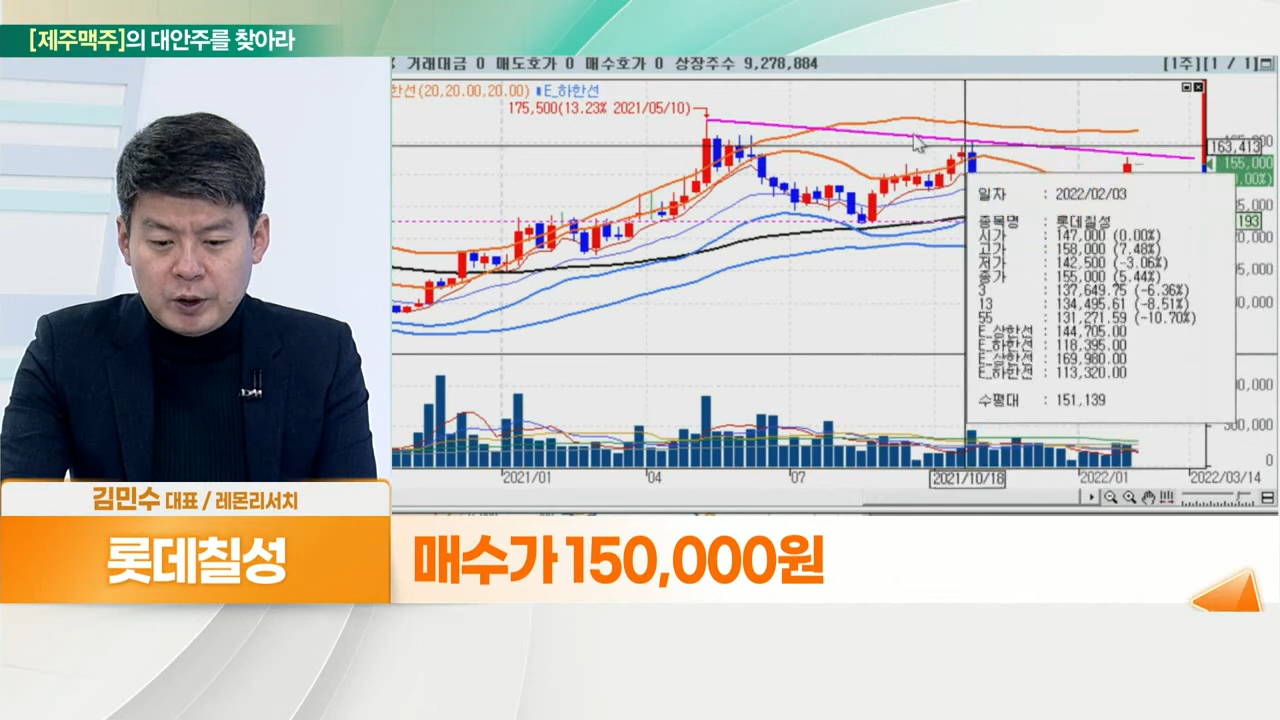 [제주맥주]의 대안주를 찾아라
거래대금 0 매도호가 0 매수호가 0 상장주수 9,278,884
[1주][1 / 1]
한선(20,20.00,20.00) E_하한선
175,500(13.23% 2021/05/10)
163,413
155,000
일자 : 2022/02/03
종목명 : 롯데칠성
시가 : 147,000 (0.00%)
고가 : 158,000 (7.48%)
저가 : 142,500 (-3.06%)
종가 : 155,000 (5.44%)
3 : 137,649.75 (-6.36%)
13 : 134,495.61 (-8.51%)
55 : 131,271.59 (-10.70%)
E_상한선 : 144,705.00
E_하한선 : 118,395.00
E_상한선 : 169,980.00
E_하한선 : 113,320.00
수평대 : 151,139
193
0
2021/01 04 07 2021/10/18 2022/01 2022/03/14
김민수 대표 / 레몬리서치
롯데칠성
매수가 150,000원